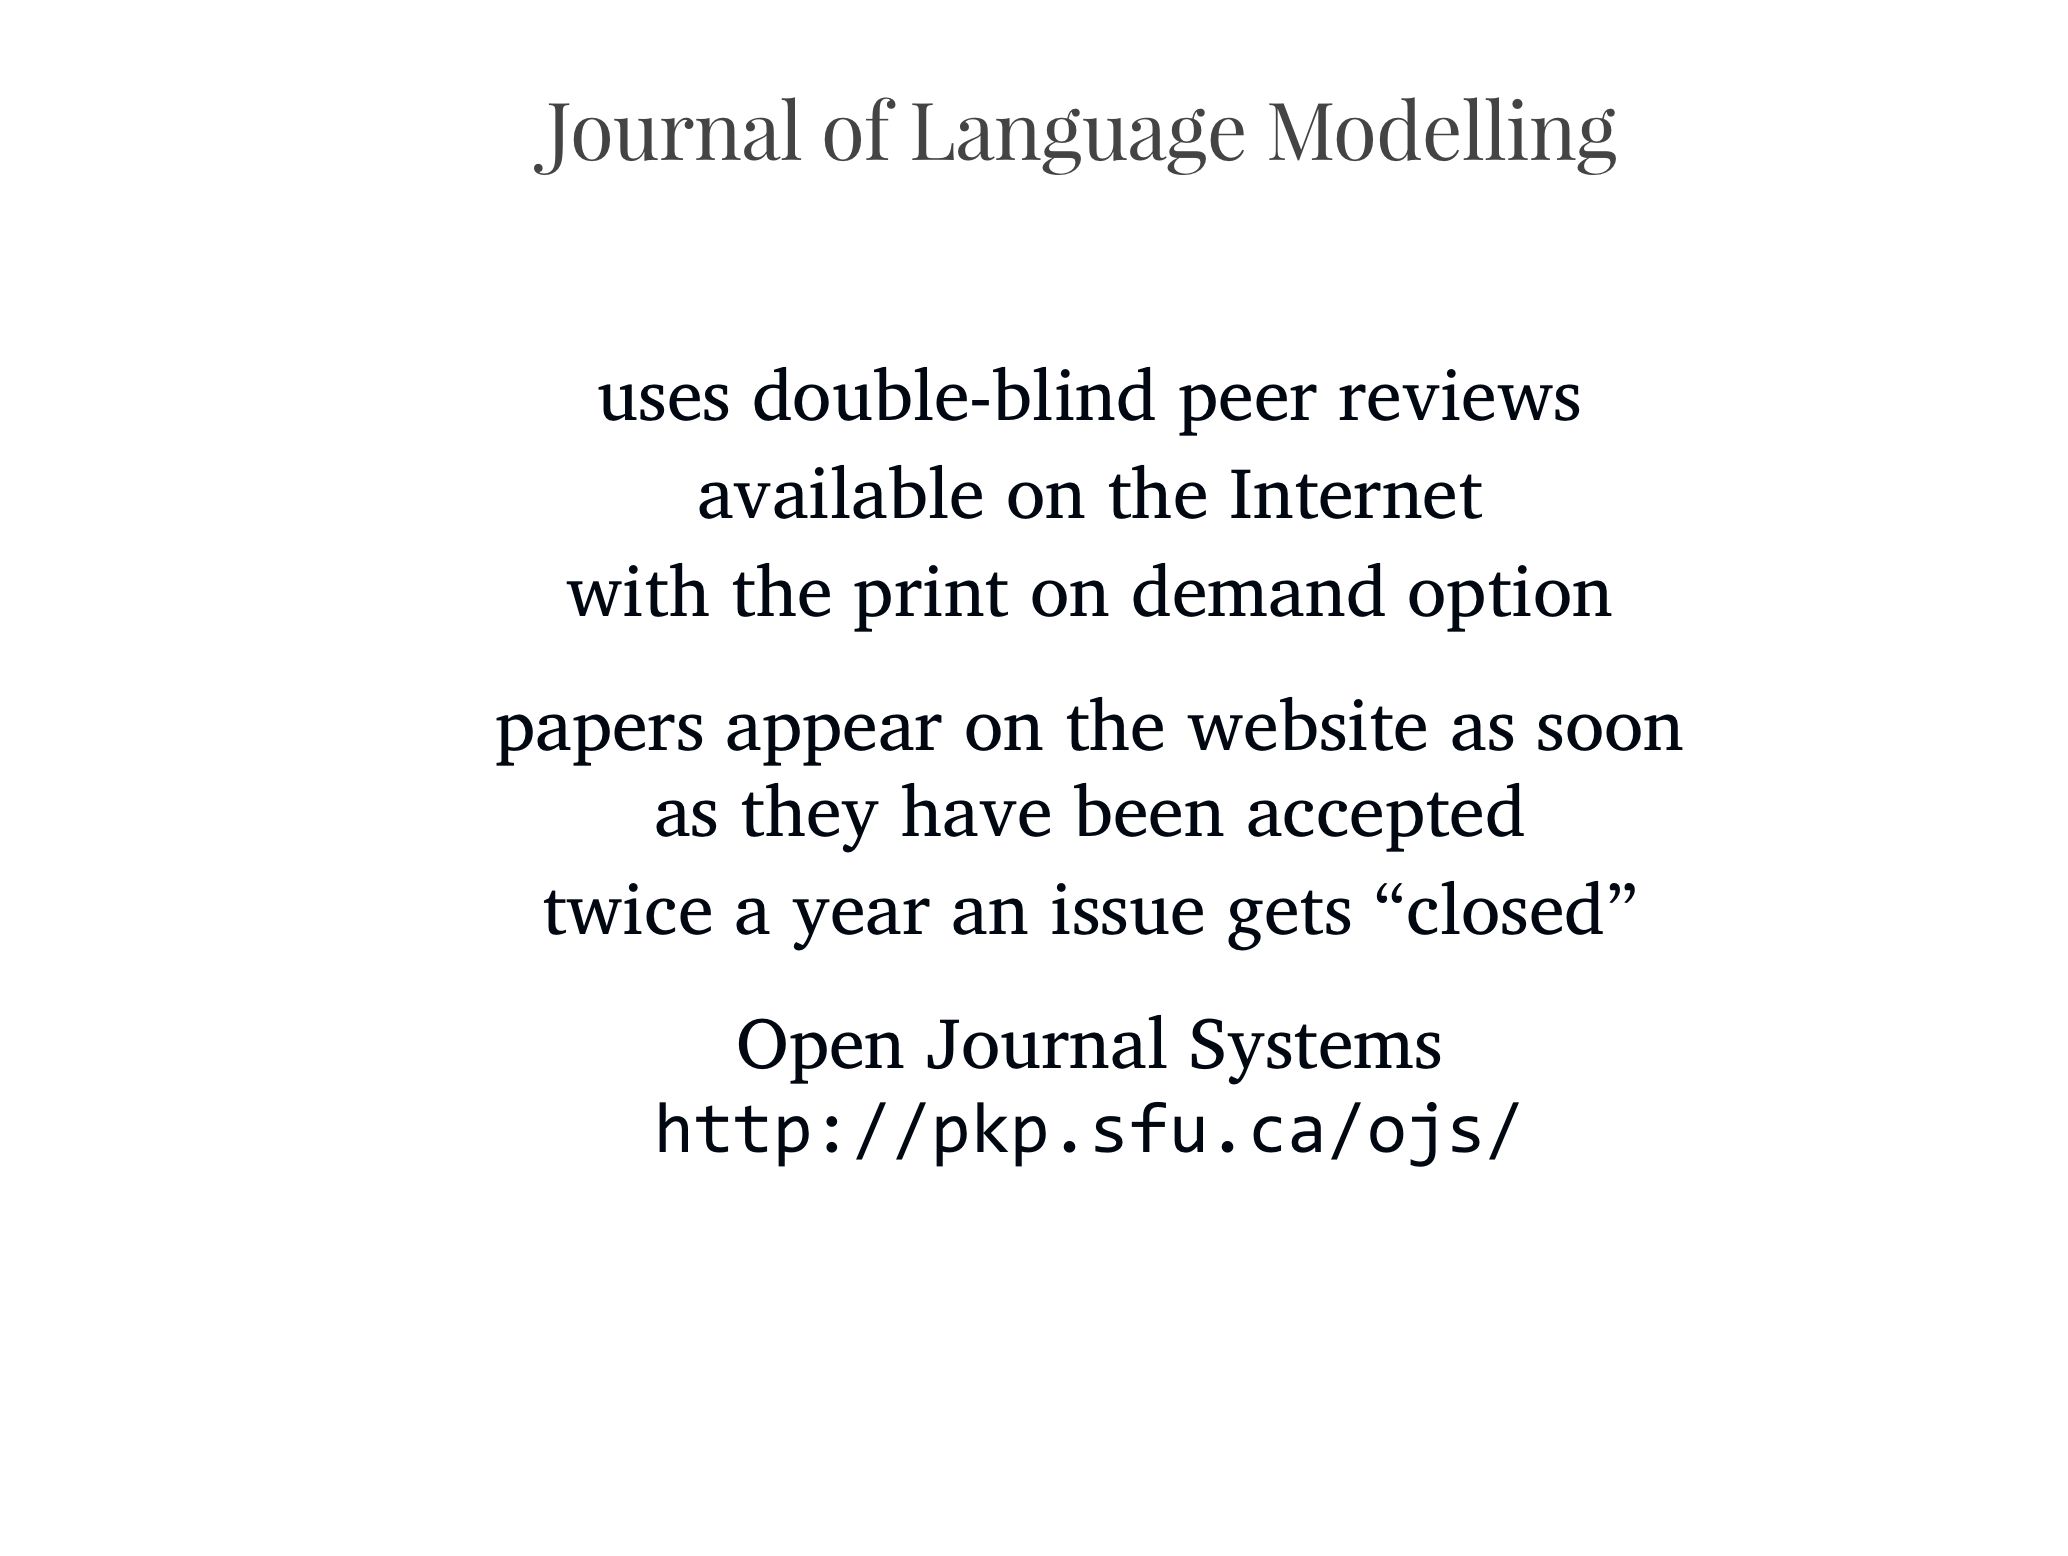 Journal of Language Modelling
uses double-blind peer reviews
available on the Internet
with the print on demand option
papers appear on the website as soon
as they have been accepted
twice a year an issue gets “closed”
Open Journal Systems
http://pkp.sfu.ca/ojs/